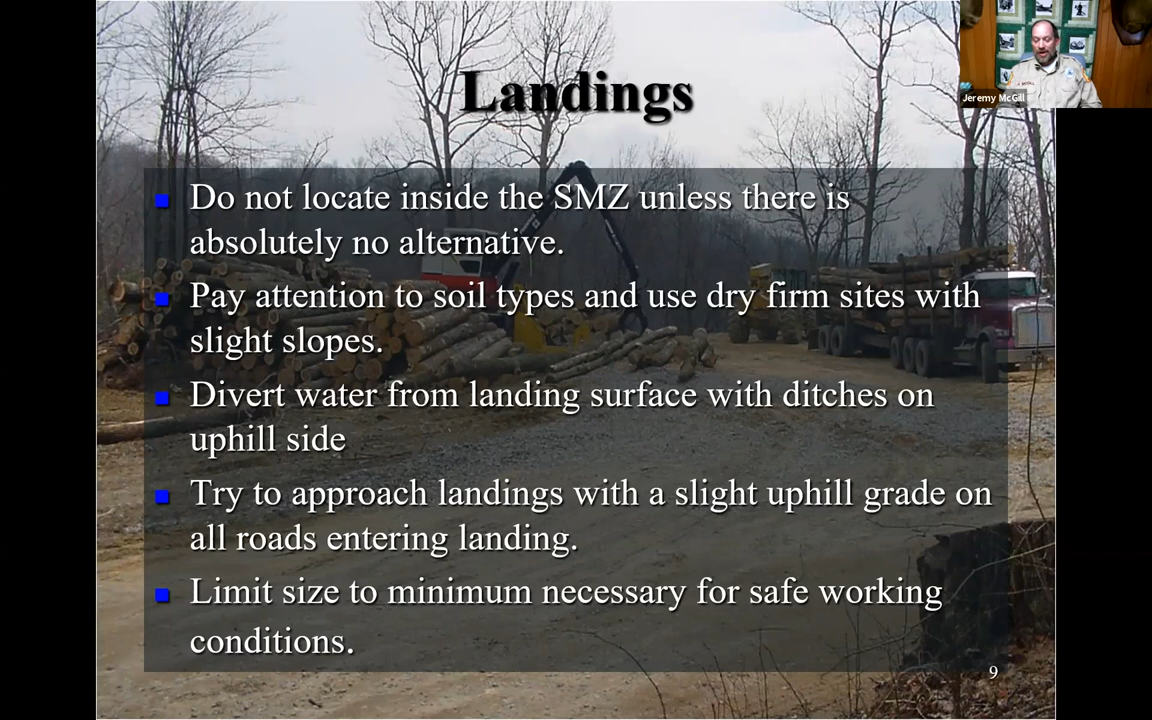 Landings
Jeremy McGill
Do not locate inside the SMZ unless there is
absolutely no alternative.
Pay attention to soil types and use dry firm sites with
slight slopes.
Divert water from landing surface with ditches on
uphill side
Try to approach landings with a slight uphill grade on
all roads entering landing.
Limit size to minimum necessary for safe working
conditions.
9